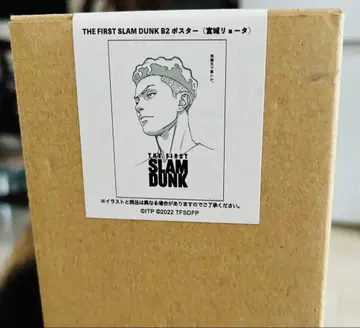 THE FIRST SLAM DUNK B2 ポスター（宮城リョータ）
THE FIRST
SLAM
DUNK
※イラストと商品は異なる場合がありますのでご了承ください。
©ITP ©2022 TFSDFP